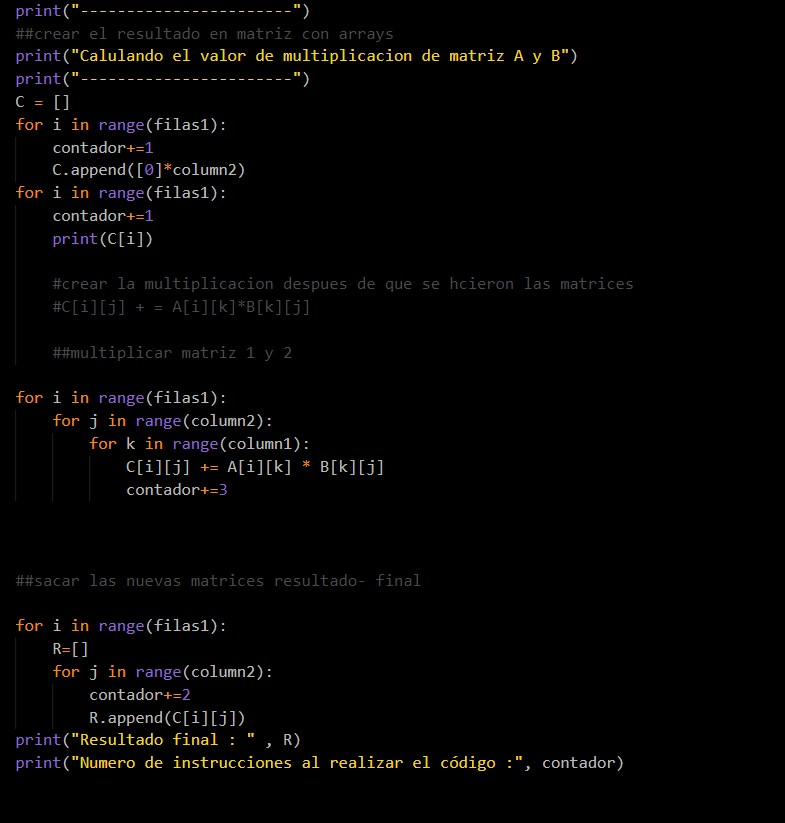 print("-----------------------")
##crear el resultado en matriz con arrays
print("Calulando el valor de multiplicacion de matriz A y B")
print("-----------------------")
C = []
for i in range(filas1):
    contador+=1
    C.append([0]*column2)
for i in range(filas1):
    contador+=1
    print(C[i])
    #crear la multiplicacion despues de que se hcieron las matrices
    #C[i][j] + = A[i][k]*B[k][j]
    ##multiplicar matriz 1 y 2
for i in range(filas1):
    for j in range(column2):
        for k in range(column1):
            C[i][j] += A[i][k] * B[k][j]
            contador+=3
##sacar las nuevas matrices resultado- final
for i in range(filas1):
    R=[]
    for j in range(column2):
        contador+=2
        R.append(C[i][j])
print("Resultado final : " , R)
print("Numero de instrucciones al realizar el código :", contador)